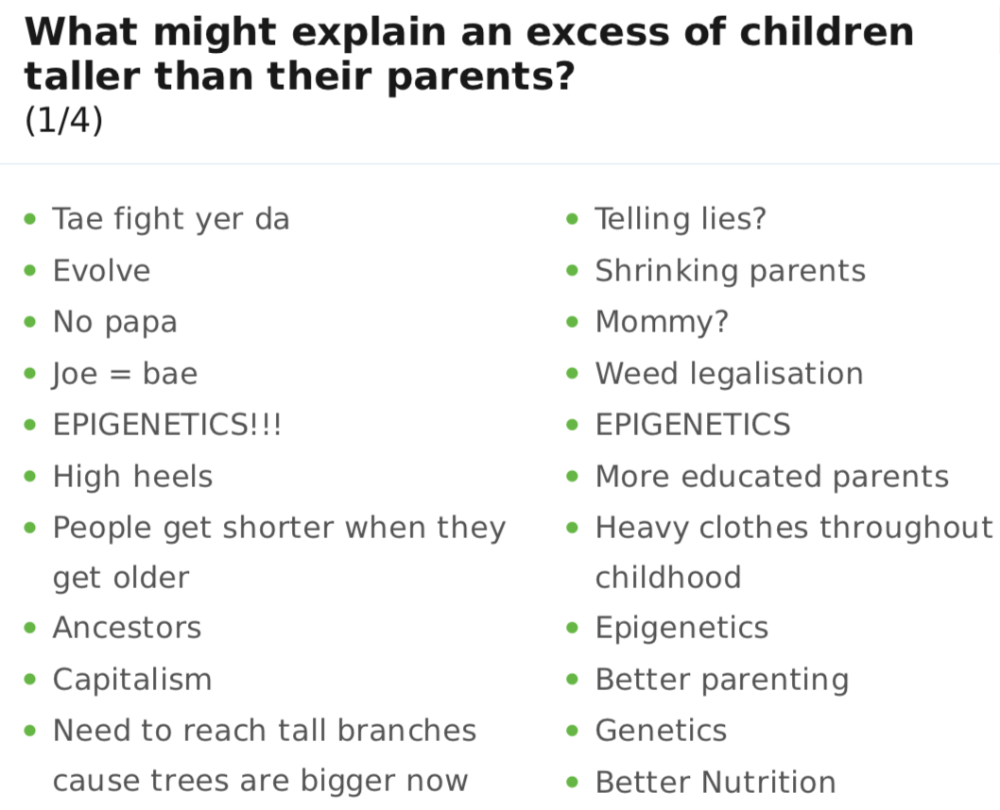 What might explain an excess of children
taller than their parents?
(1/4)
Tae fight yer da
Evolve
No papa
Joe = bae
EPIGENETICS!!!
High heels
People get shorter when they
get older
Ancestors
Capitalism
Need to reach tall branches
cause trees are bigger now
Telling lies?
Shrinking parents
Mommy?
Weed legalisation
EPIGENETICS
More educated parents
Heavy clothes throughout
childhood
Epigenetics
Better parenting
Genetics
Better Nutrition